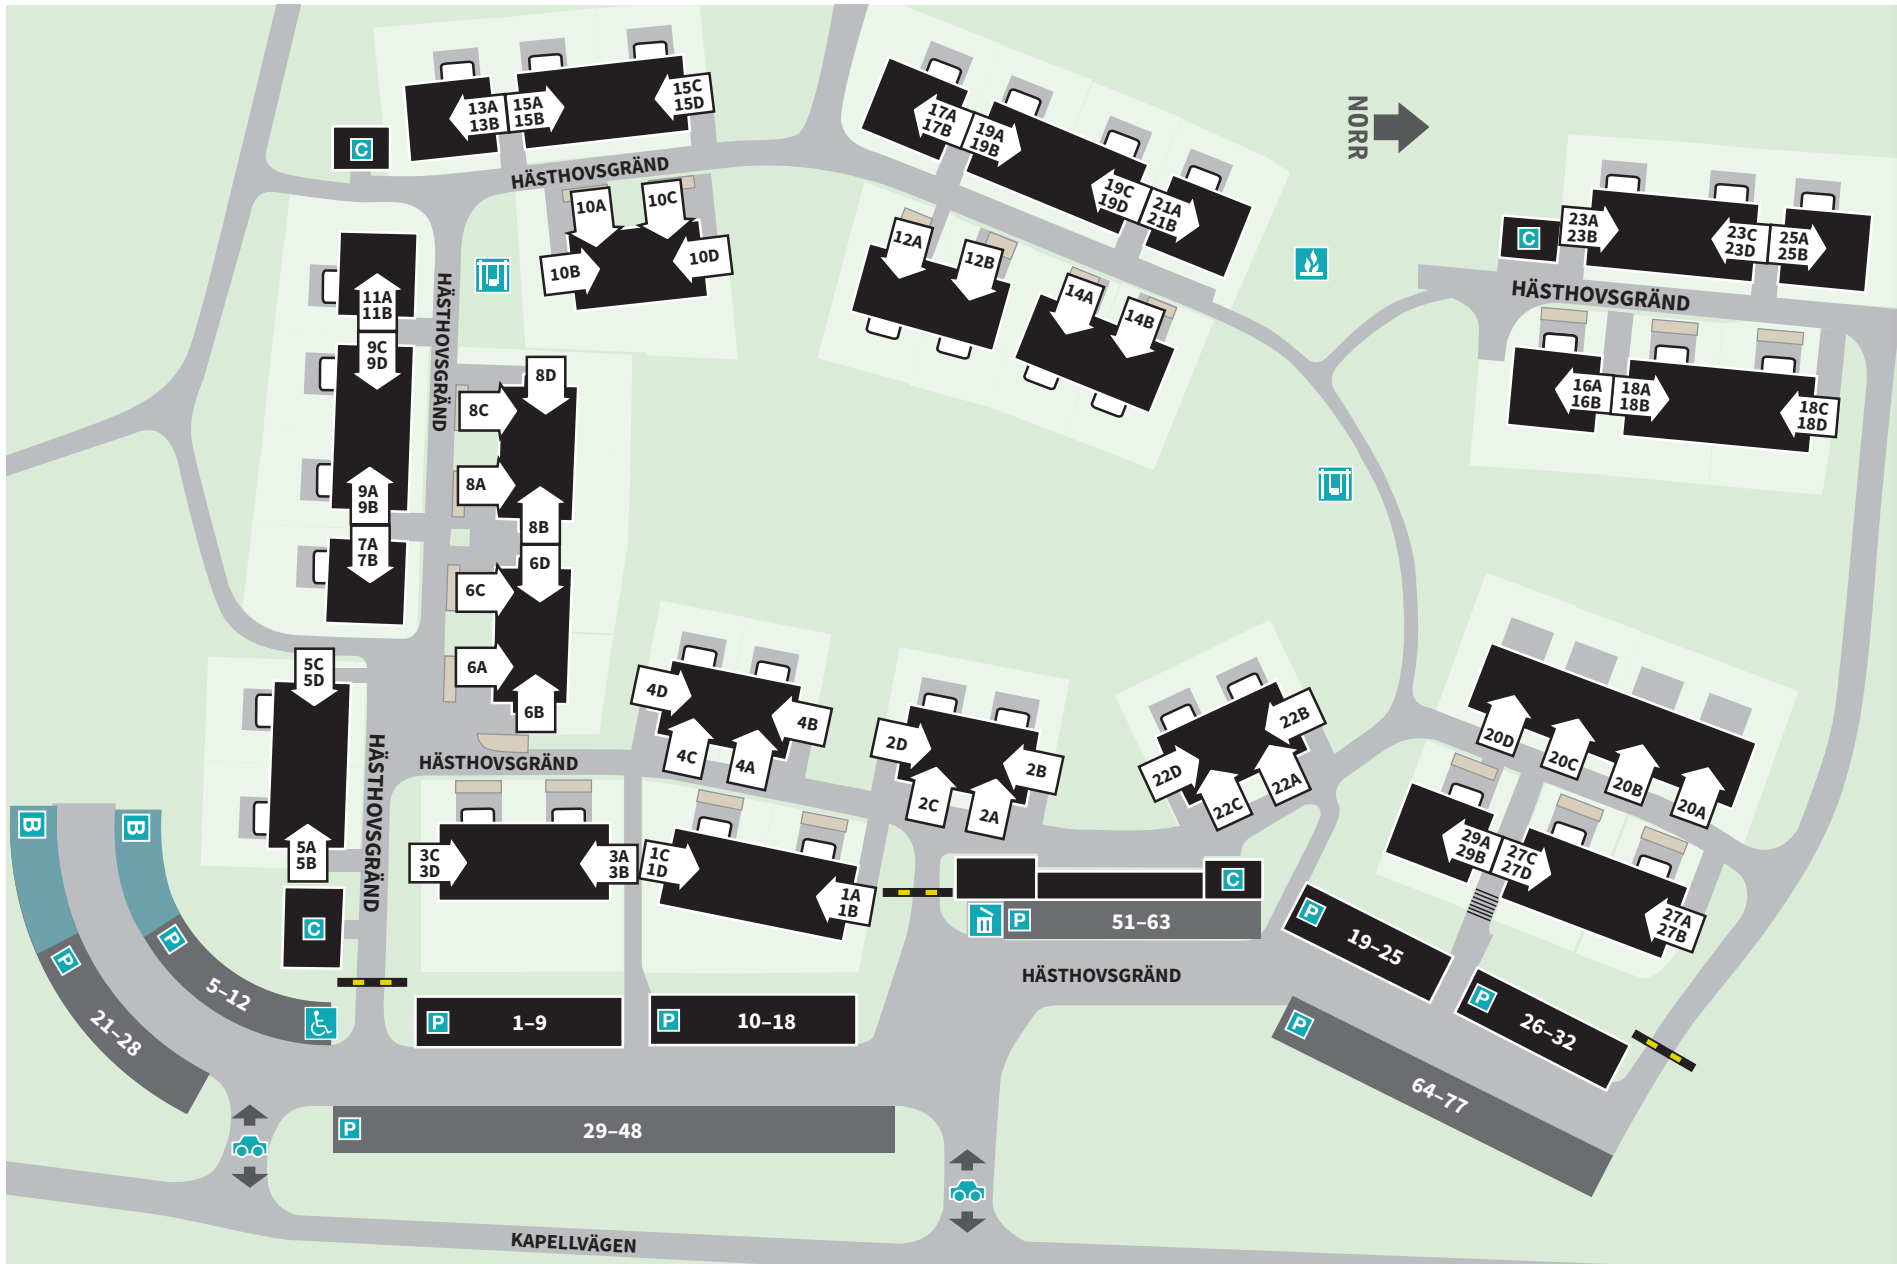 15C
15D
13A
13B
15A
15B
C
HÄSTHOVSGRÄND
17A
17B
19A
19B
19C
19D
21A
21B
NORR
10A
10C
10B
10D
12A
12B
14A
14B
C
23A
23B
23C
23D
25A
25B
HÄSTHOVSGRÄND
11A
11B
9C
9D
HÄSTHOVSGRÄND
8D
8C
8A
8B
9A
9B
7A
7B
6D
6C
6A
6B
16A
16B
18A
18B
18C
18D
5C
5D
5A
5B
HÄSTHOVSGRÄND
HÄSTHOVSGRÄND
4D
4B
4C
4A
2D
2B
2C
2A
22B
22D
22A
22C
20D
20C
20B
20A
3C
3D
3A
3B
1C
1D
1A
1B
29A
29B
27C
27D
27A
27B
B
B
C
C
P
51–63
P
19–25
HÄSTHOVSGRÄND
P
5–12
P
21–28
P
1–9
P
10–18
P
26–32
P
64–77
P
29–48
KAPELLVÄGEN